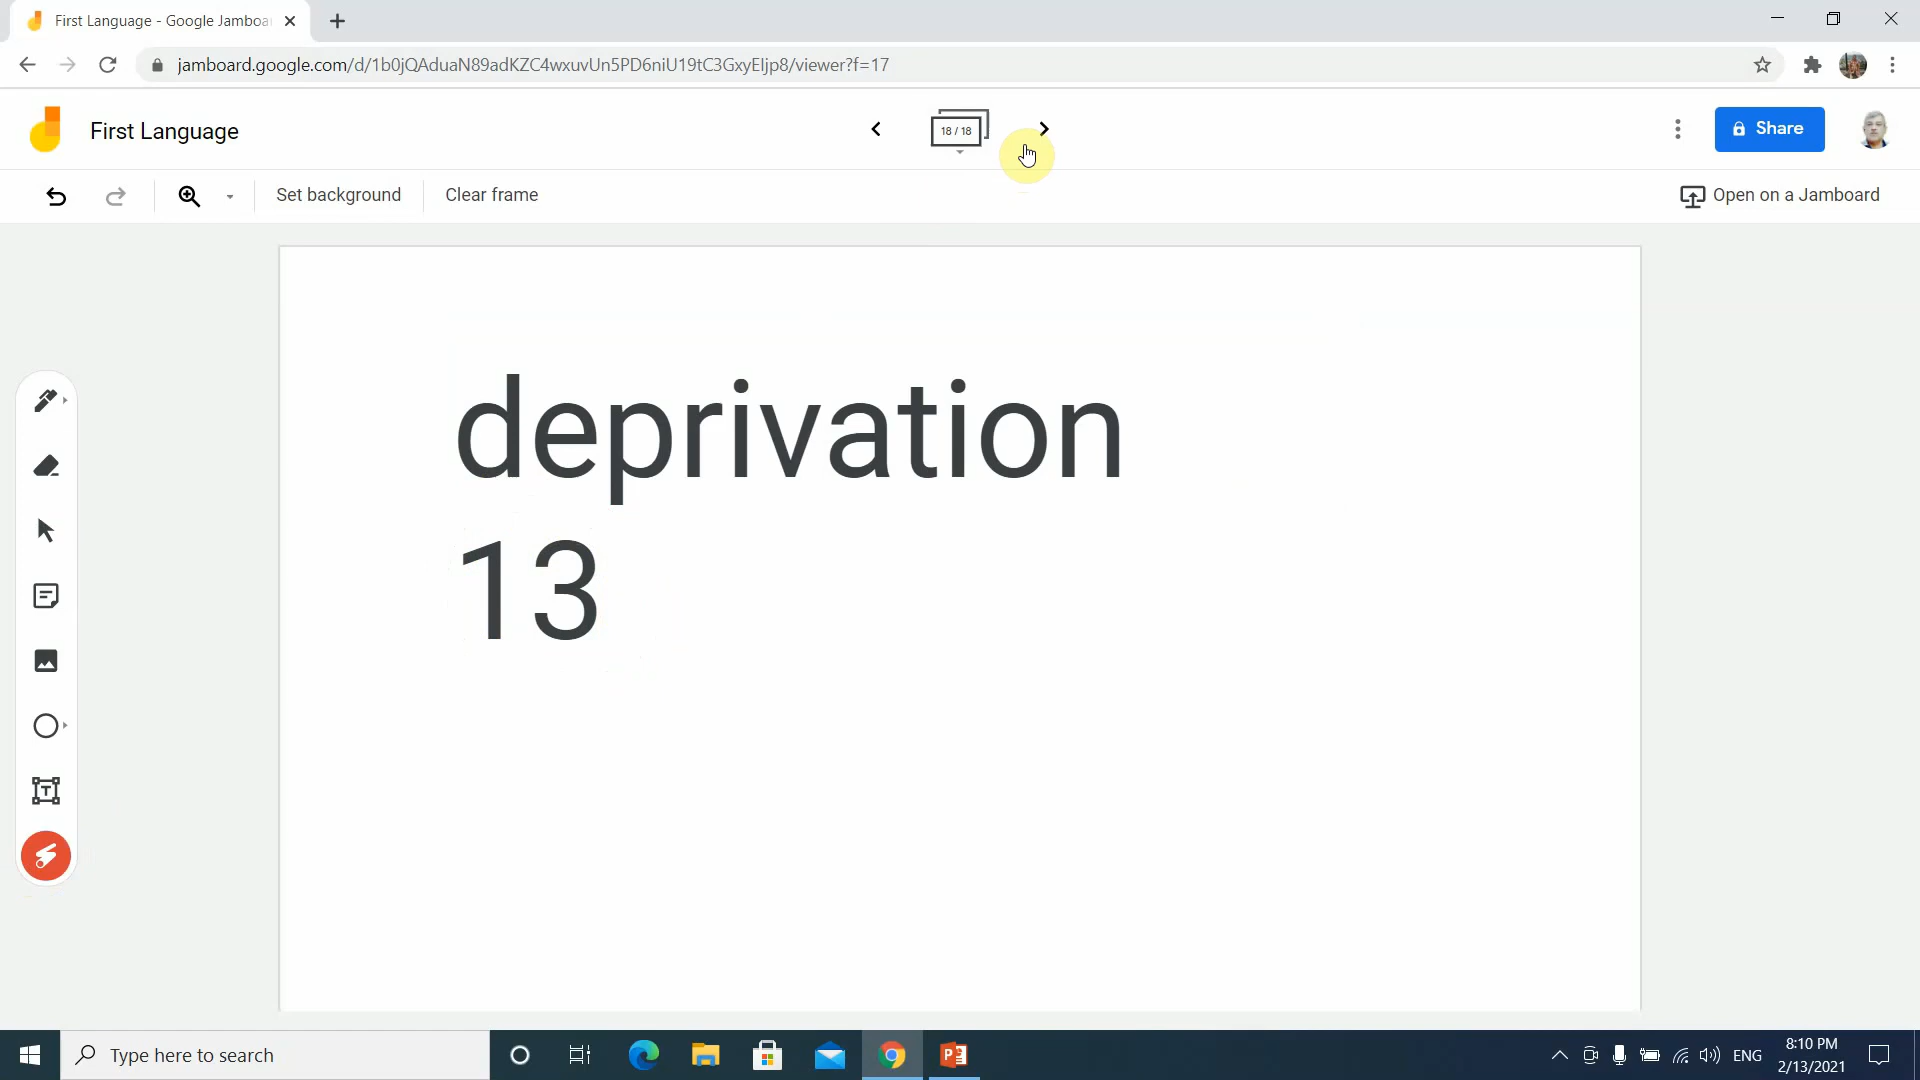 First Language - Google Jamboa
jamboard.google.com/d/1b0jQAduaN89adKZC4wxuvUn5PD6niU19tC3GxyEljp8/viewer?f=17
First Language
18 / 18
Share
Set background
Clear frame
Open on a Jamboard
deprivation
13
Type here to search
ENG
8:10 PM
2/13/2021